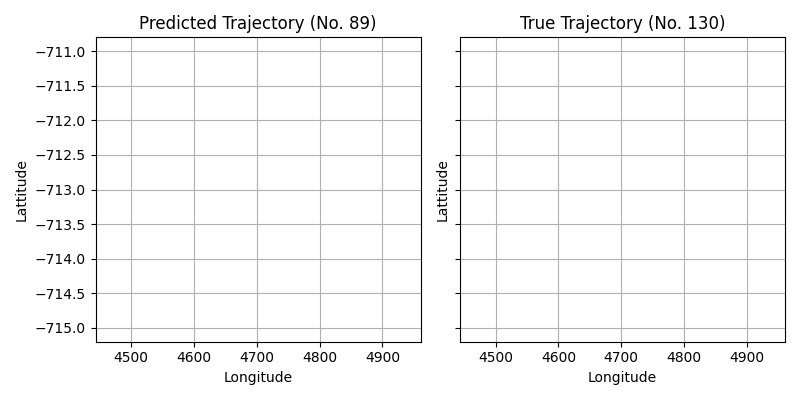 Predicted Trajectory (No. 89)
−711.0
−711.5
−712.0
−712.5
−713.0
−713.5
−714.0
−714.5
−715.0
Lattitude
4500 4600 4700 4800 4900
Longitude
True Trajectory (No. 130)
Lattitude
4500 4600 4700 4800 4900
Longitude